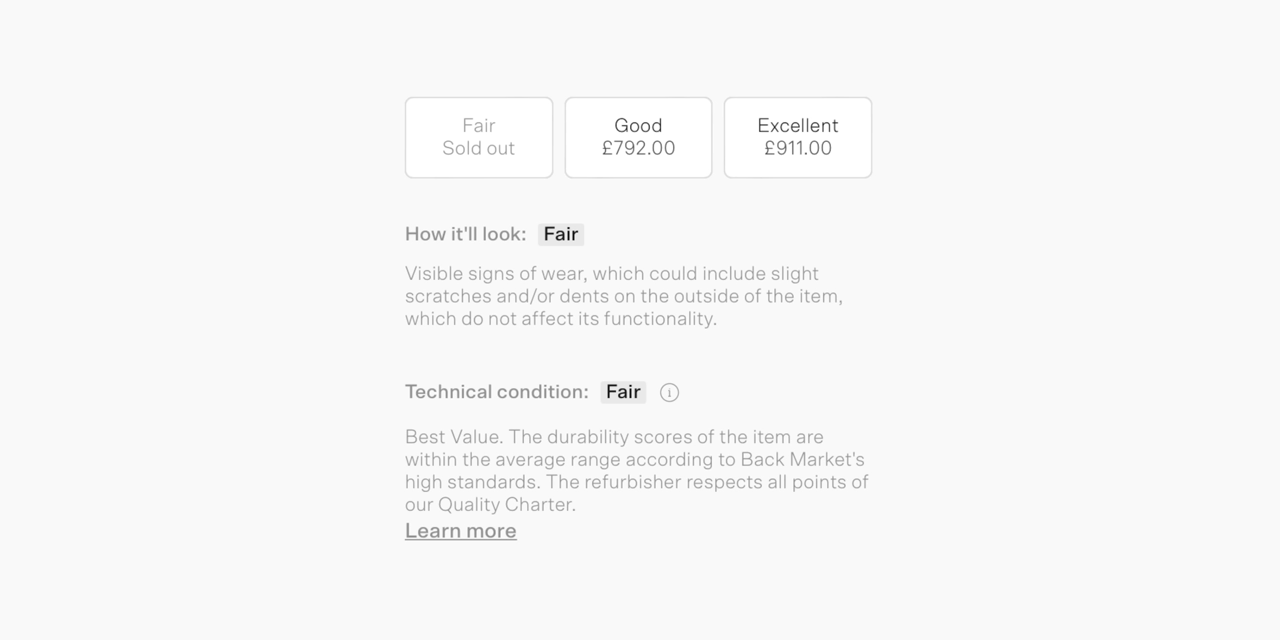 Fair
Sold out
Good
£792.00
Excellent
£911.00
How it'll look: Fair
Visible signs of wear, which could include slight
scratches and/or dents on the outside of the item,
which do not affect its functionality.
Technical condition: Fair
Best Value. The durability scores of the item are
within the average range according to Back Market's
high standards. The refurbisher respects all points of
our Quality Charter.
Learn more